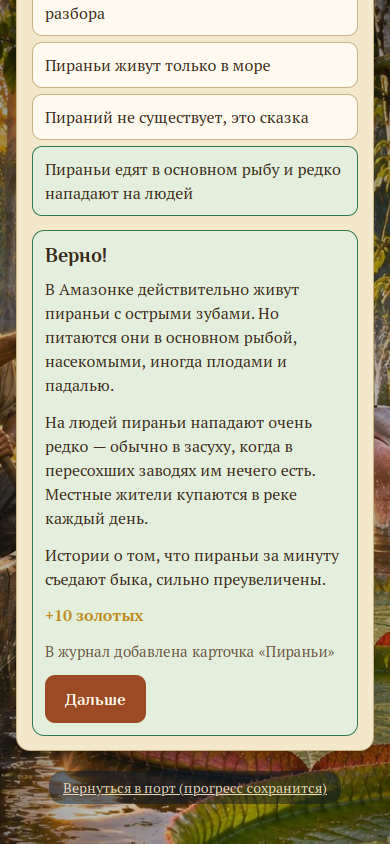 разбора
Пираньи живут только в море
Пираний не существует, это сказка
Пираньи едят в основном рыбу и редко
нападают на людей
Верно!
В Амазонке действительно живут
пираньи с острыми зубами. Но
питаются они в основном рыбой,
насекомыми, иногда плодами и
падалью.
На людей пираньи нападают очень
редко — обычно в засуху, когда в
пересохших заводях им нечего есть.
Местные жители купаются в реке
каждый день.
Истории о том, что пираньи за минуту
съедают быка, сильно преувеличены.
+10 золотых
В журнал добавлена карточка «Пираньи»
Дальше
Вернуться в порт (прогресс сохранится)